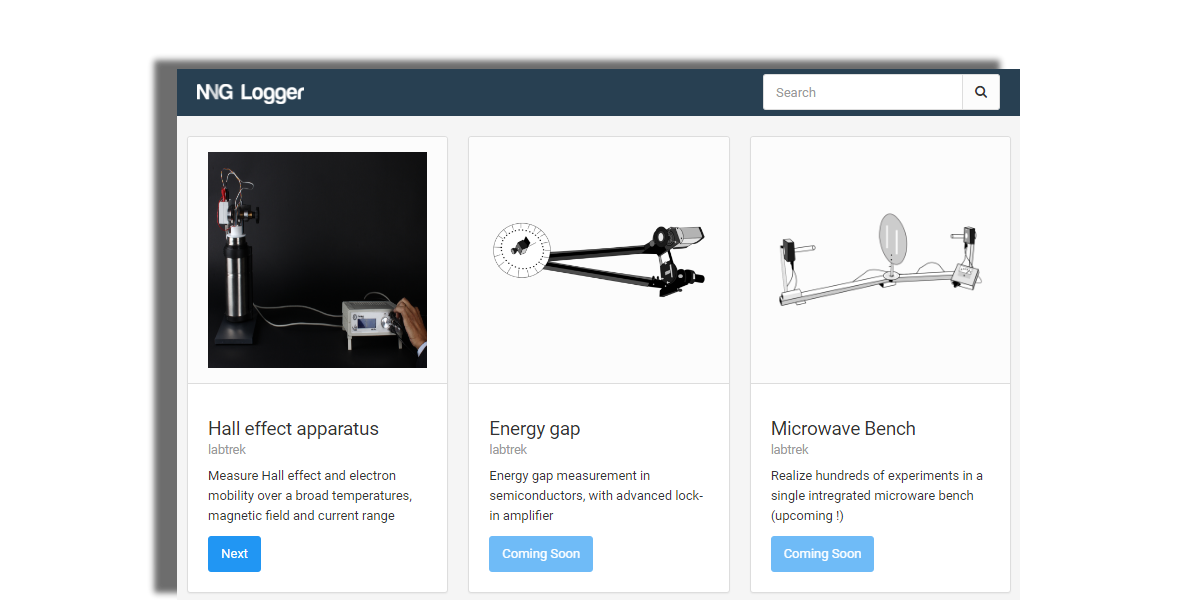 NNG Logger
Search
Hall effect apparatus
labtrek
Measure Hall effect and electron
mobility over a broad temperatures,
magnetic field and current range
Next
Energy gap
labtrek
Energy gap measurement in
semiconductors, with advanced lock-
in amplifier
Coming Soon
Microwave Bench
labtrek
Realize hundreds of experiments in a
single intregrated microware bench
(upcoming !)
Coming Soon